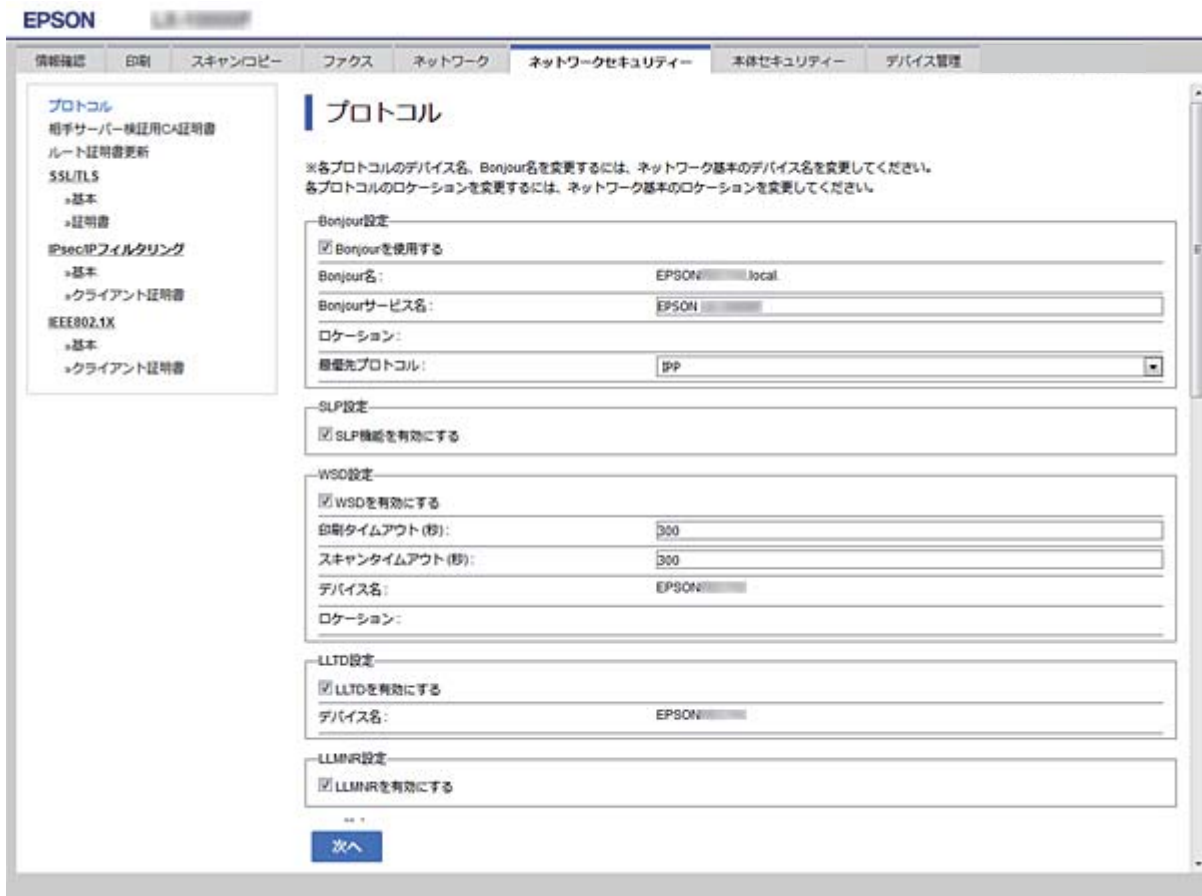 EPSON
情報確認 印刷 スキャン/コピー ファクス ネットワーク ネットワークセキュリティー 本体セキュリティー デバイス管理
プロトコル
相手サーバー検証用CA証明書
ルート証明書更新
SSL/TLS
»基本
»証明書
IPsec/IPフィルタリング
»基本
»クライアント証明書
IEEE802.1X
»基本
»クライアント証明書
プロトコル
※各プロトコルのデバイス名、Bonjour名を変更するには、ネットワーク基本のデバイス名を変更してください。
各プロトコルのロケーションを変更するには、ネットワーク基本のロケーションを変更してください。
Bonjour設定
Bonjourを使用する
Bonjour名: EPSON .local.
Bonjourサービス名: EPSON
ロケーション:
最優先プロトコル: IPP
SLP設定
SLP機能を有効にする
WSD設定
WSDを有効にする
印刷タイムアウト(秒): 300
スキャンタイムアウト(秒): 300
デバイス名: EPSON
ロケーション:
LLTD設定
LLTDを有効にする
デバイス名: EPSON
LLMNR設定
LLMNRを有効にする
次へ